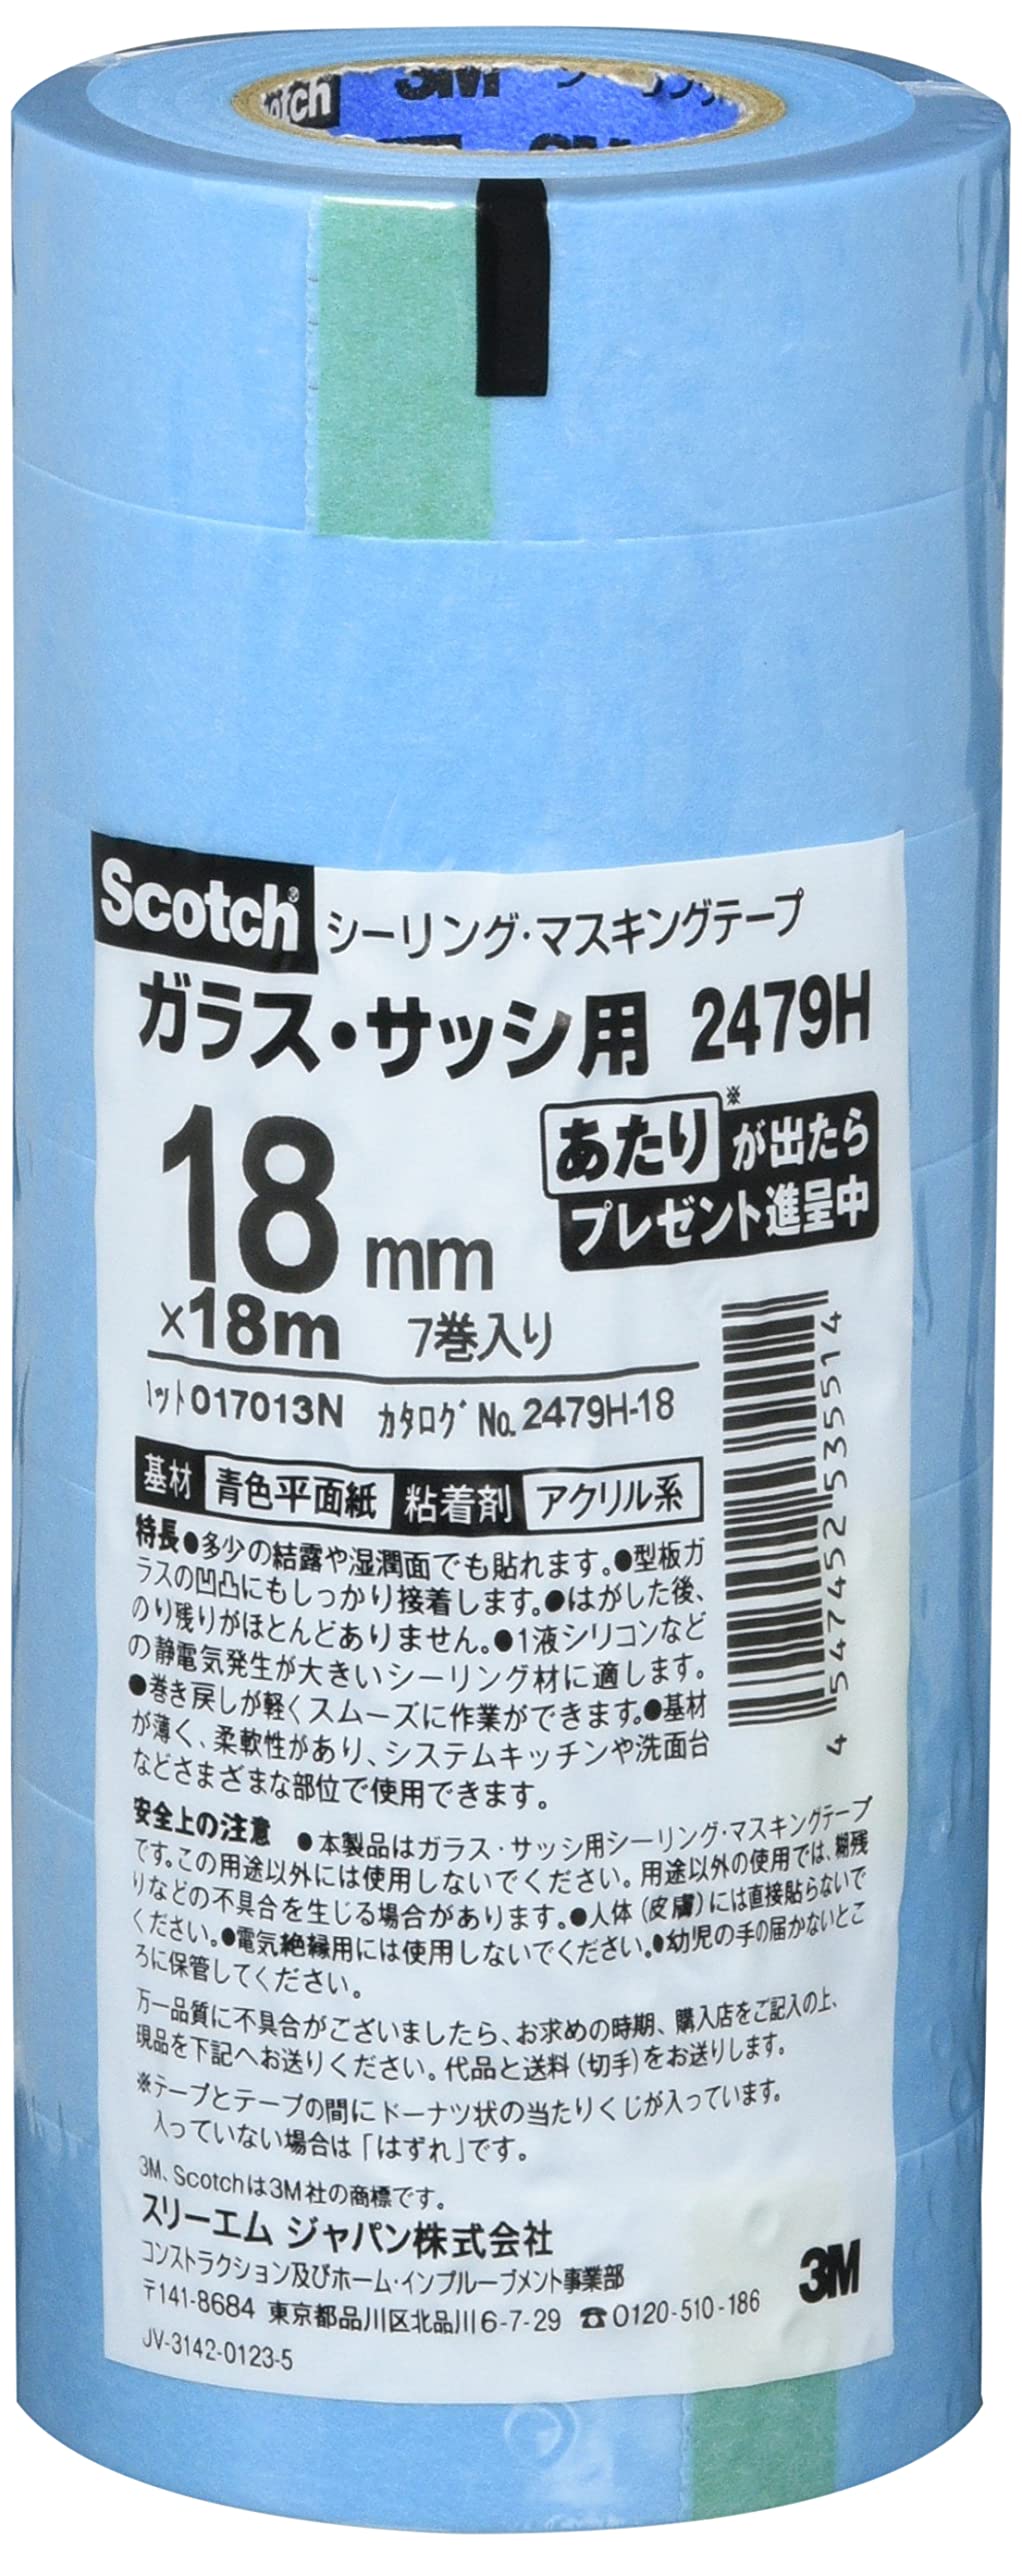 Scotch
3M
Scotch® シーリング・マスキングテープ
ガラス・サッシ用 2479H
あたり※が出たら
プレゼント進呈中
18mm
×18m 7巻入り
ット017013N カタログNo.2479H-18
基材 青色平面紙 粘着剤 アクリル系
特長●多少の結露や湿潤面でも貼れます。●型板ガ
ラスの凹凸にもしっかり接着します。●はがした後、
のり残りがほとんどありません。●1液シリコンなど
の静電気発生が大きいシーリング材に適します。
●巻き戻しが軽くスムーズに作業ができます。●基材
が薄く、柔軟性があり、システムキッチンや洗面台
などさまざまな部位で使用できます。
4547452535514
安全上の注意 ●本製品はガラス・サッシ用シーリング・マスキングテープ
です。この用途以外には使用しないでください。用途以外の使用では、糊残
りなどの不具合を生じる場合があります。●人体(皮膚)には直接貼らないで
ください。●電気絶縁用には使用しないでください。●幼児の手の届かないとこ
ろに保管してください。
万一品質に不具合がございましたら、お求めの時期、購入店をご記入の上、
現品を下記へお送りください。代品と送料(切手)をお送りします。
※テープとテープの間にドーナツ状の当たりくじが入っています。
入っていない場合は「はずれ」です。
3M、Scotchは3M社の商標です。
スリーエム ジャパン株式会社
コンストラクション及びホーム・インプルーブメント事業部
〒141-8684 東京都品川区北品川6-7-29 ☎0120-510-186
3M
JV-3142-0123-5